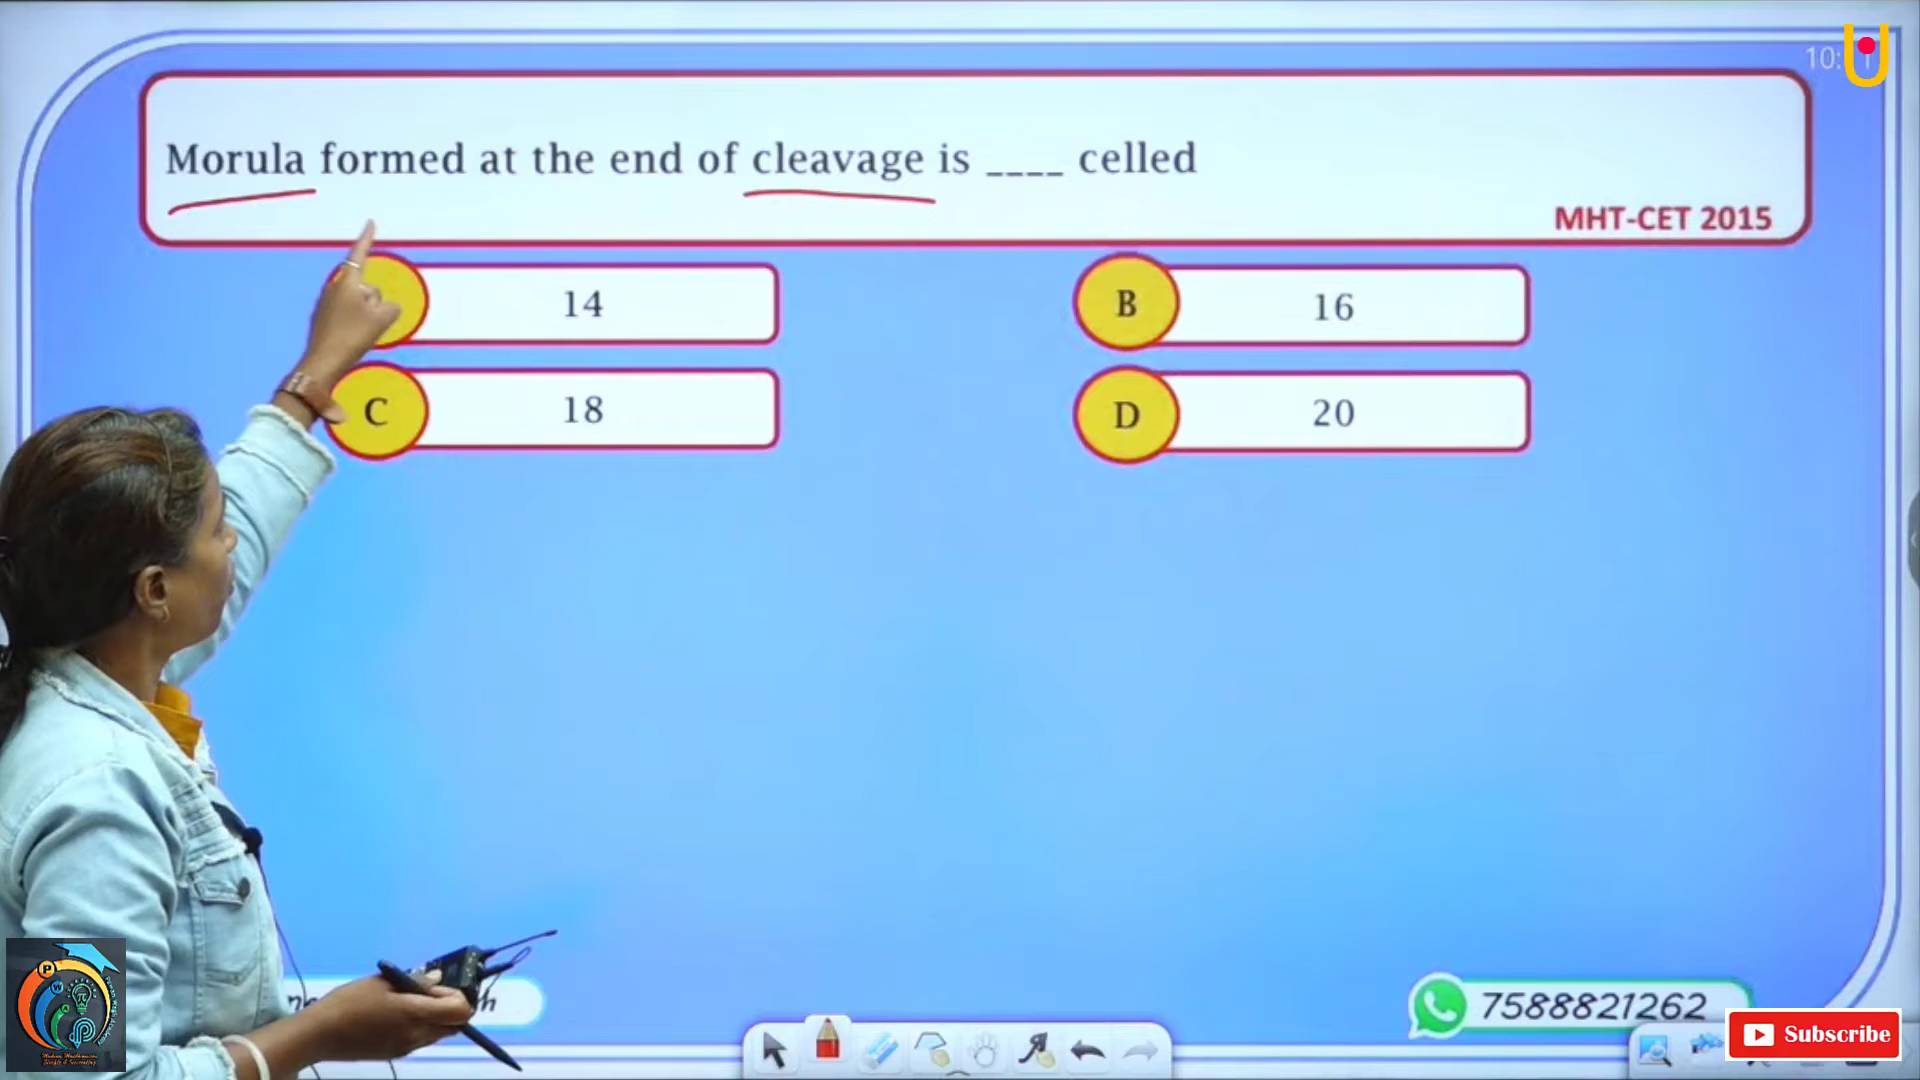 10:
Morula formed at the end of cleavage is ____ celled
MHT-CET 2015
14
B 16
C 18
D 20
7588821262
Subscribe